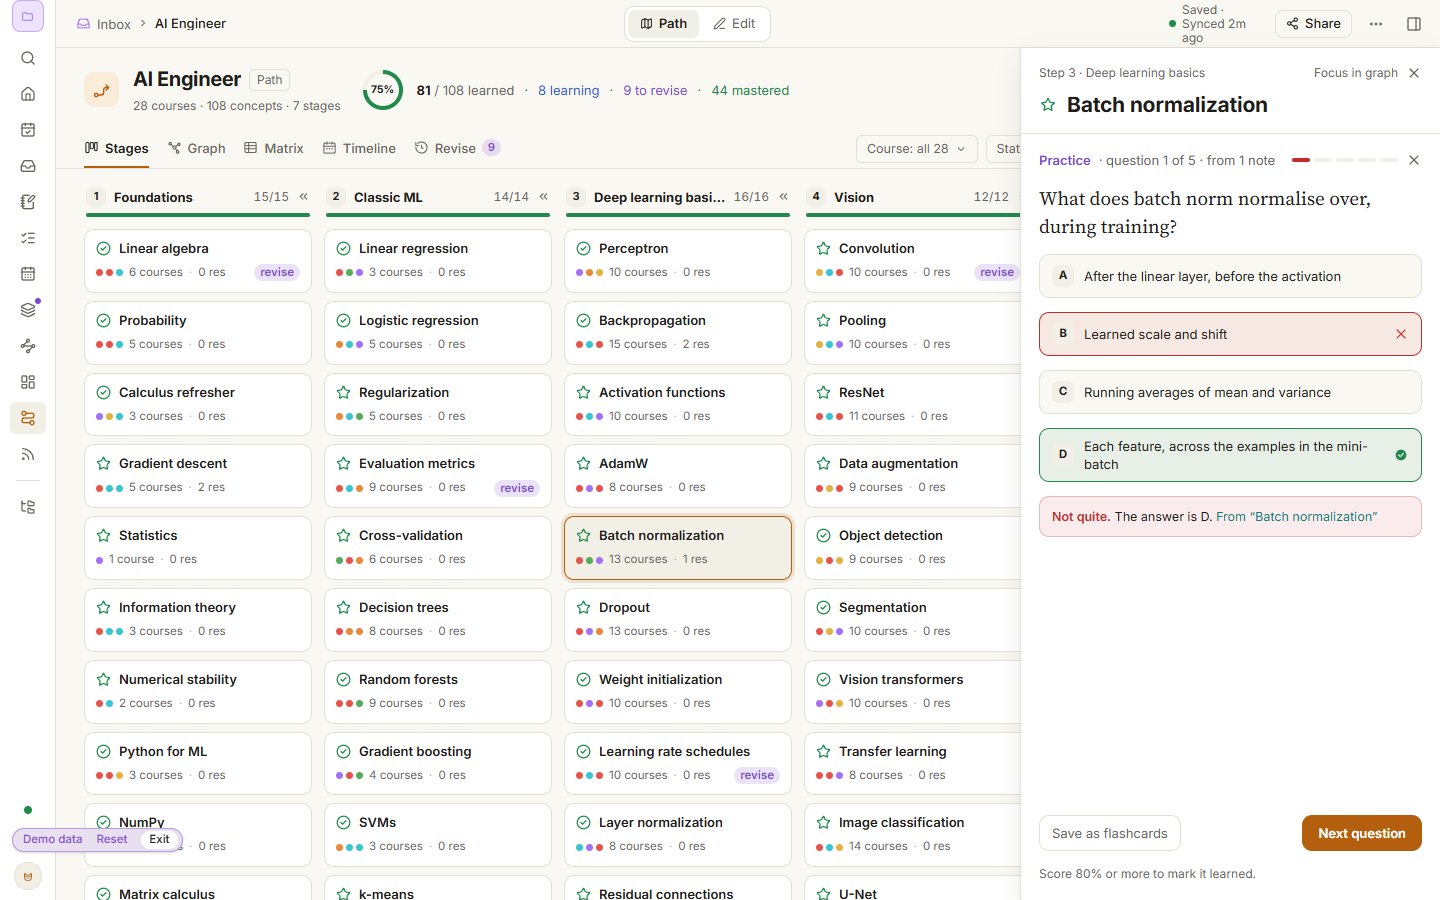 Inbox > AI Engineer
Path
Edit
Saved ·
Synced 2m
ago
Share
AI Engineer
Path
28 courses · 108 concepts · 7 stages
75%
81 / 108 learned · 8 learning · 9 to revise · 44 mastered
Stages
Graph
Matrix
Timeline
Revise 9
Course: all 28
Stat
1 Foundations 15/15
Linear algebra
6 courses · 0 res revise
Probability
5 courses · 0 res
Calculus refresher
3 courses · 0 res
Gradient descent
5 courses · 2 res
Statistics
1 course · 0 res
Information theory
3 courses · 0 res
Numerical stability
2 courses · 0 res
Python for ML
3 courses · 0 res
NumPy
· 0 res
Matrix calculus
2 Classic ML 14/14
Linear regression
3 courses · 0 res
Logistic regression
5 courses · 0 res
Regularization
5 courses · 0 res
Evaluation metrics
9 courses · 0 res revise
Cross-validation
6 courses · 0 res
Decision trees
8 courses · 0 res
Random forests
9 courses · 0 res
Gradient boosting
4 courses · 0 res
SVMs
3 courses · 0 res
k-means
3 Deep learning basi... 16/16
Perceptron
10 courses · 0 res
Backpropagation
15 courses · 2 res
Activation functions
10 courses · 0 res
AdamW
8 courses · 0 res
Batch normalization
13 courses · 1 res
Dropout
13 courses · 0 res
Weight initialization
10 courses · 0 res
Learning rate schedules
10 courses · 0 res revise
Layer normalization
8 courses · 0 res
Residual connections
4 Vision 12/12
Convolution
10 courses · 0 res revise
Pooling
10 courses · 0 res
ResNet
11 courses · 0 res
Data augmentation
9 courses · 0 res
Object detection
9 courses · 0 res
Segmentation
10 courses · 0 res
Vision transformers
10 courses · 0 res
Transfer learning
8 courses · 0 res
Image classification
14 courses · 0 res
U-Net
Demo data Reset Exit
Step 3 · Deep learning basics
Focus in graph
Batch normalization
Practice · question 1 of 5 · from 1 note
What does batch norm normalise over,
during training?
A After the linear layer, before the activation
B Learned scale and shift
C Running averages of mean and variance
D Each feature, across the examples in the mini-
batch
Not quite. The answer is D. From “Batch normalization”
Save as flashcards
Next question
Score 80% or more to mark it learned.